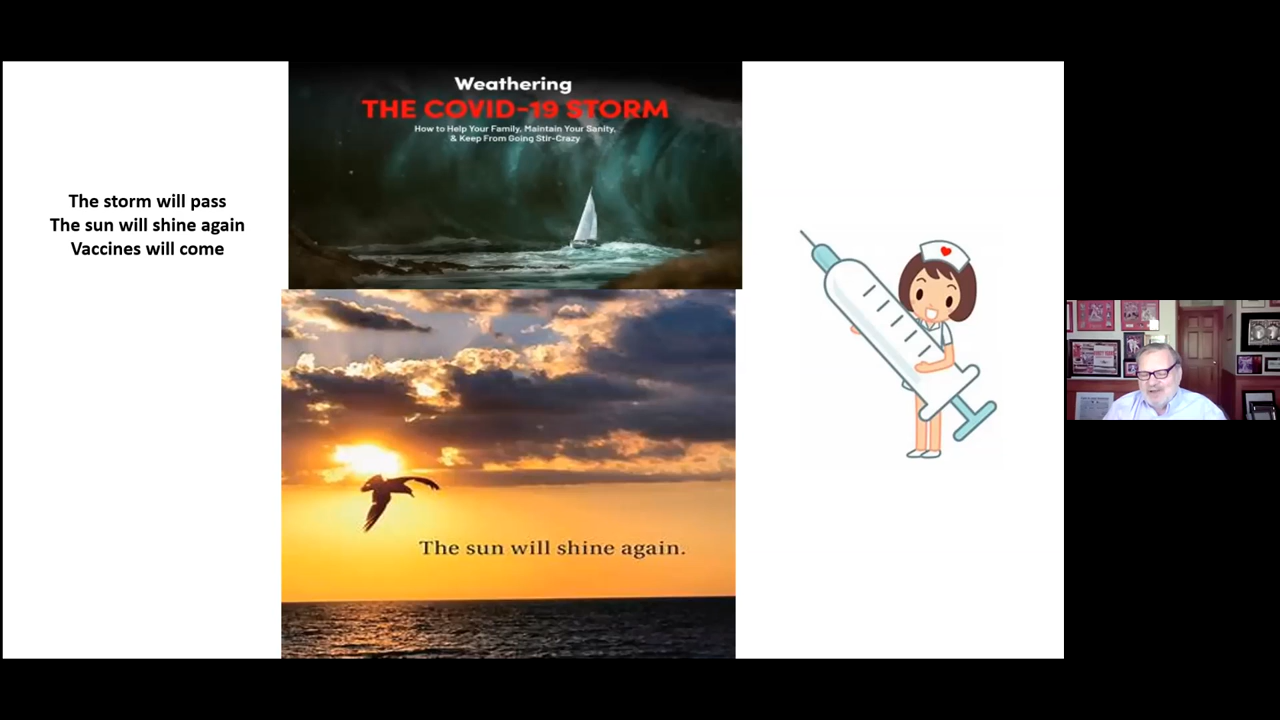 The storm will pass
The sun will shine again
Vaccines will come
Weathering
THE COVID-19 STORM
How to Help Your Family, Maintain Your Sanity,
& Keep From Going Stir-Crazy
The sun will shine again.